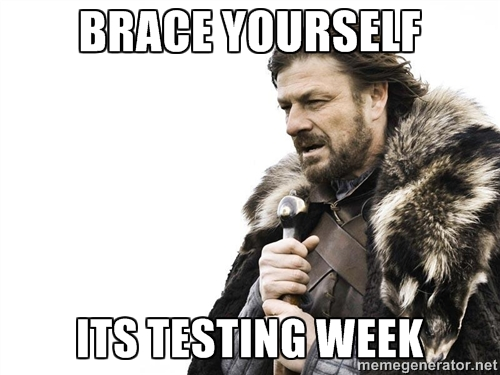 BRACE YOURSELF
ITS TESTING WEEK
memegenerator.net